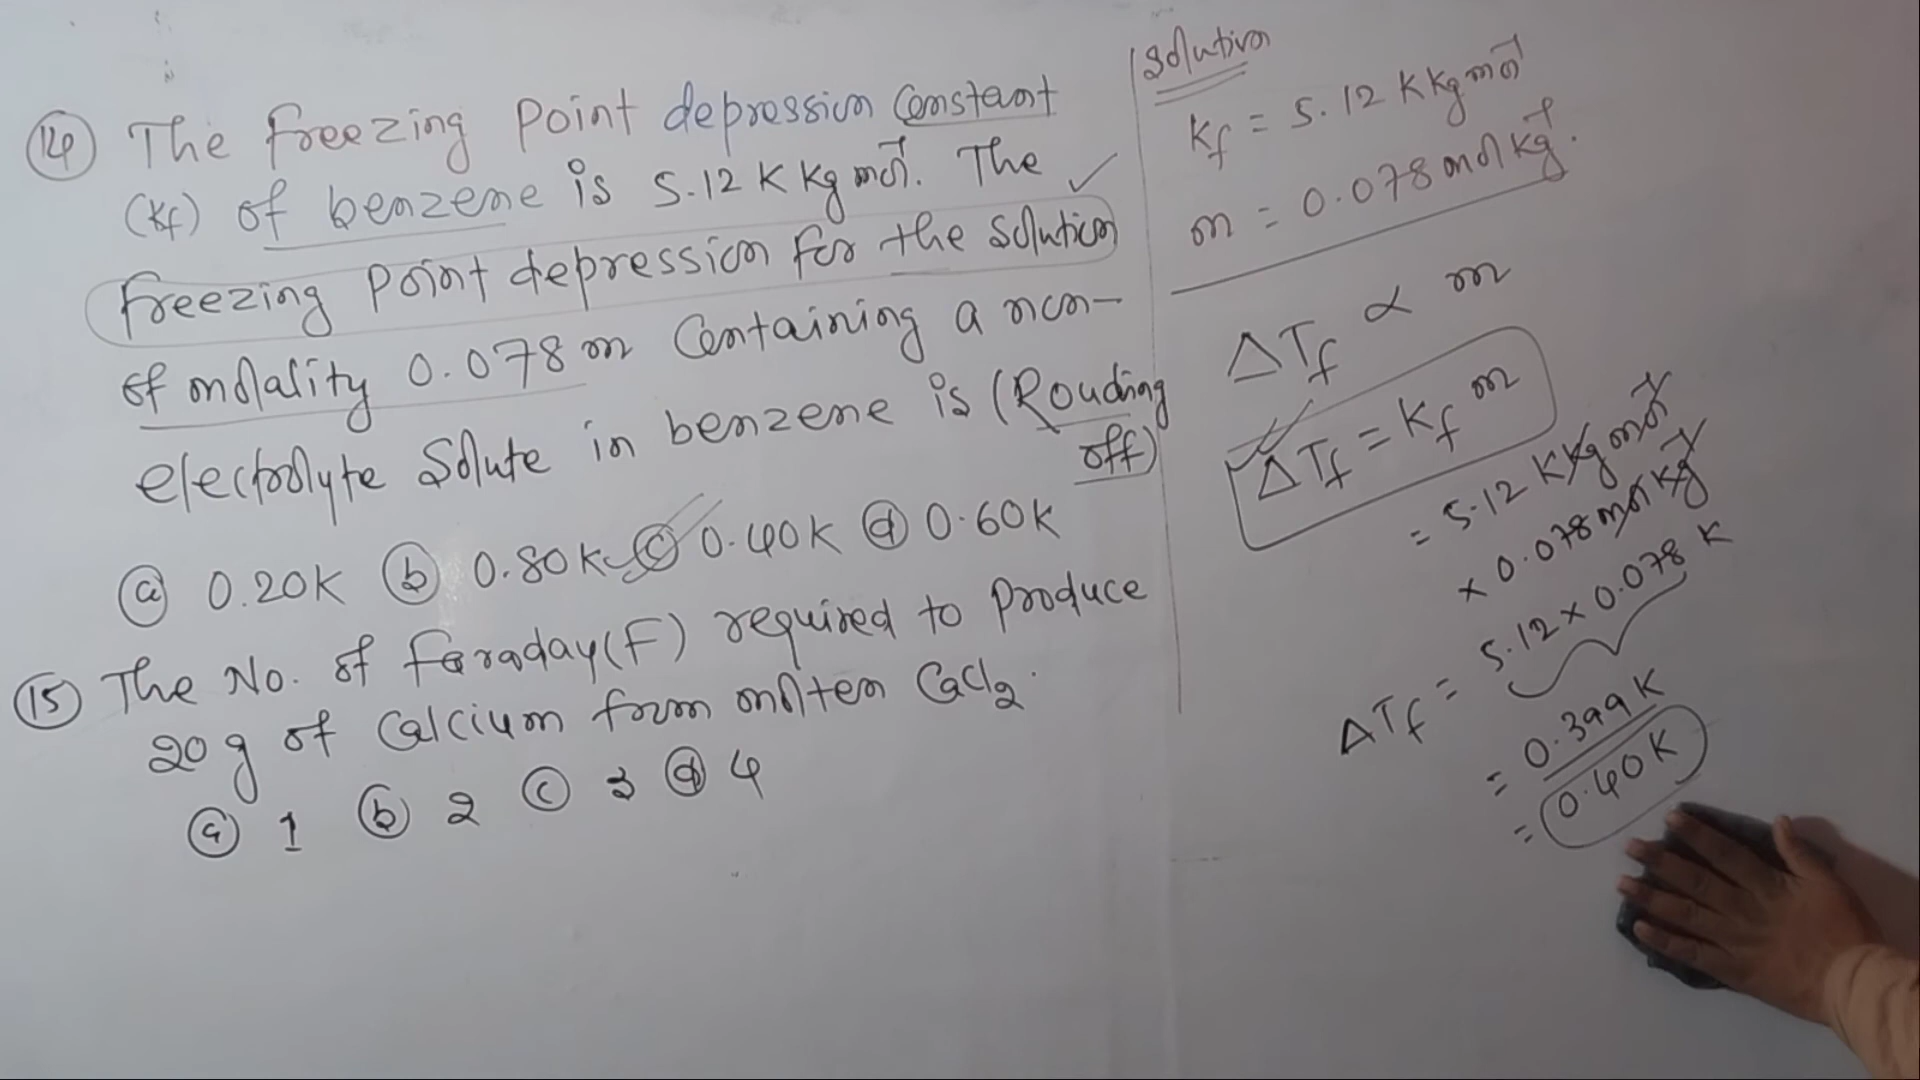 14 The freezing point depression constant
(Kf) of benzene is 5.12 K Kg mol⁻¹. The
freezing point depression for the solution
of molality 0.078 m containing a non-
electrolyte solute in benzene is (Rouding
off)
a 0.20K b 0.80K c 0.40K d 0.60K
15 The No. of Faraday(F) required to produce
20g of Calcium from molten CaCl₂.
a 1 b 2 c 3 d 4
Solution
Kf = 5.12 K Kg mol⁻¹
m = 0.078 mol Kg⁻¹.
ΔTf ∝ m
ΔTf = Kf m
= 5.12 K Kg mol⁻¹
× 0.078 mol Kg⁻¹
ΔTf = 5.12 × 0.078 K
= 0.399 K
= 0.40K